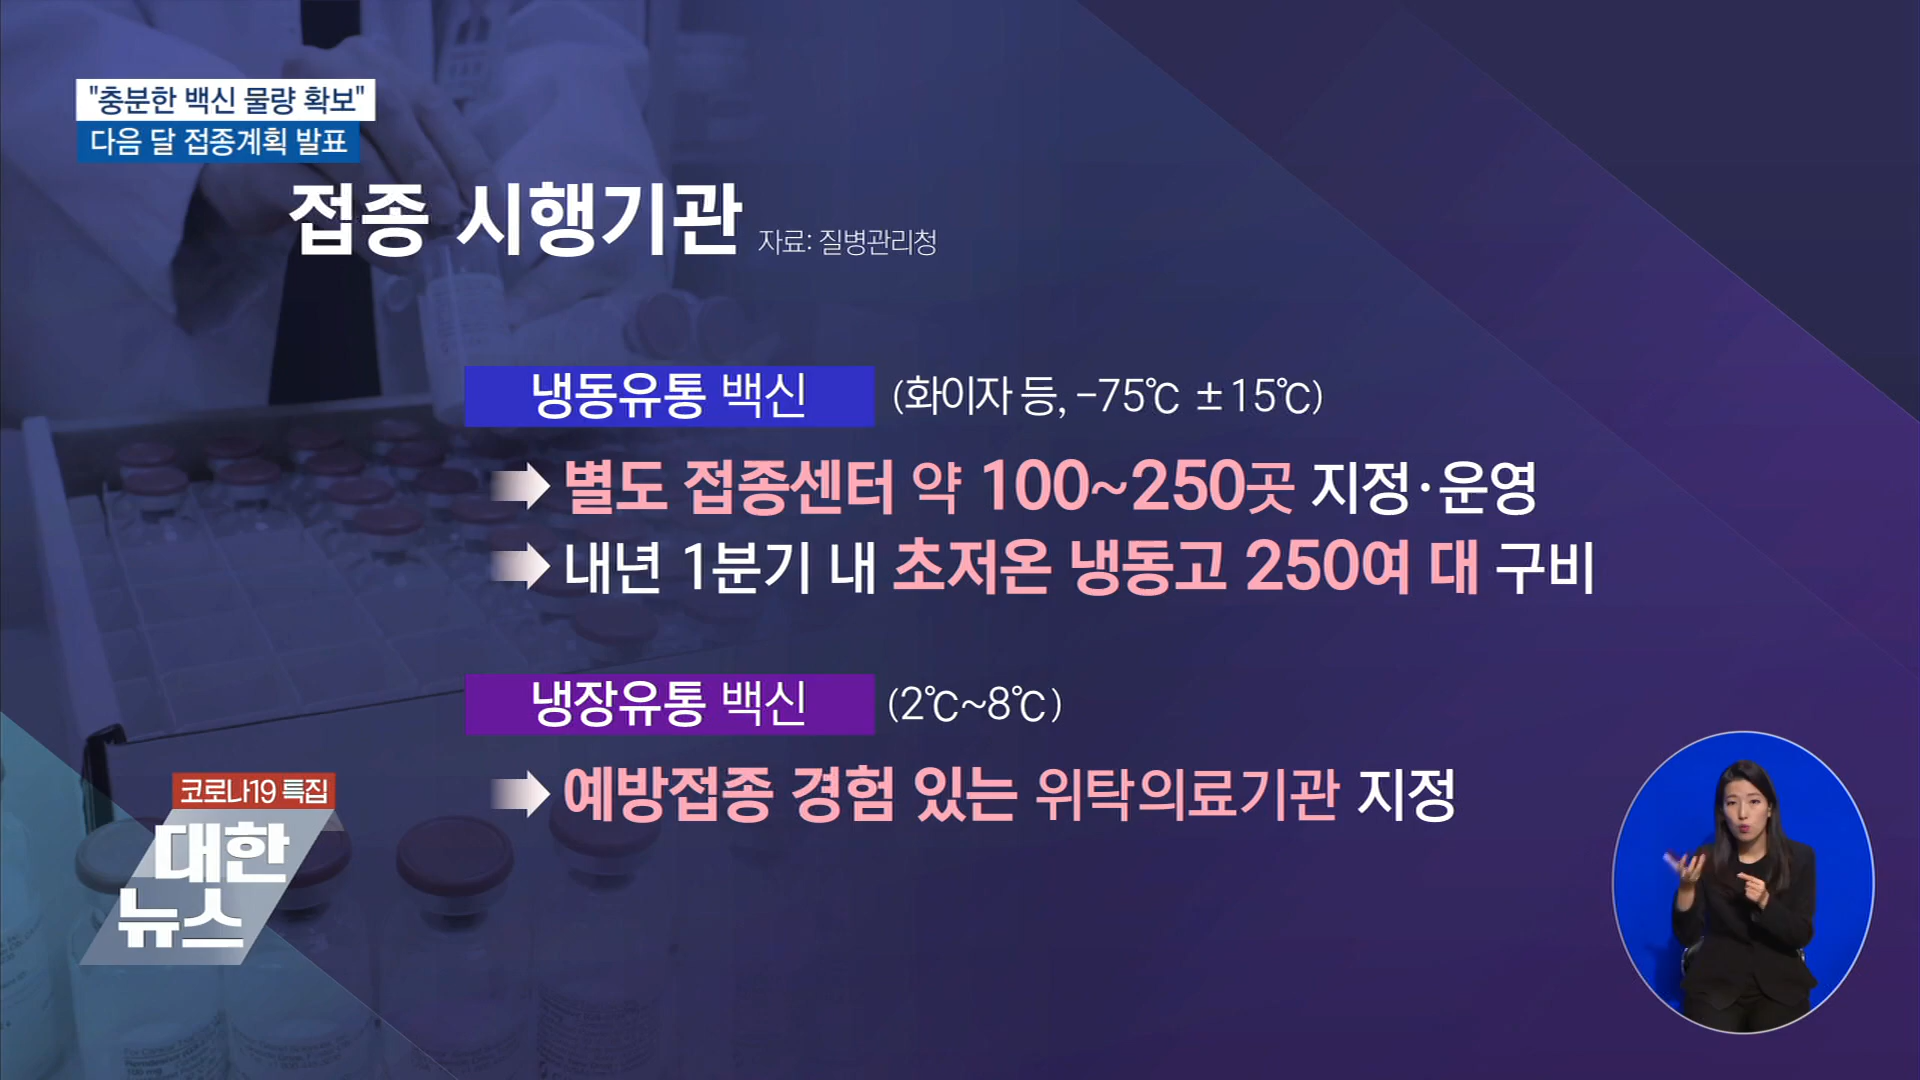 "충분한 백신 물량 확보"
다음 달 접종계획 발표
접종 시행기관 자료: 질병관리청
냉동유통 백신 (화이자 등, -75℃ ±15℃)
별도 접종센터 약 100~250곳 지정·운영
내년 1분기 내 초저온 냉동고 250여 대 구비
냉장유통 백신 (2℃~8℃)
예방접종 경험 있는 위탁의료기관 지정
코로나19 특집
대한
뉴스